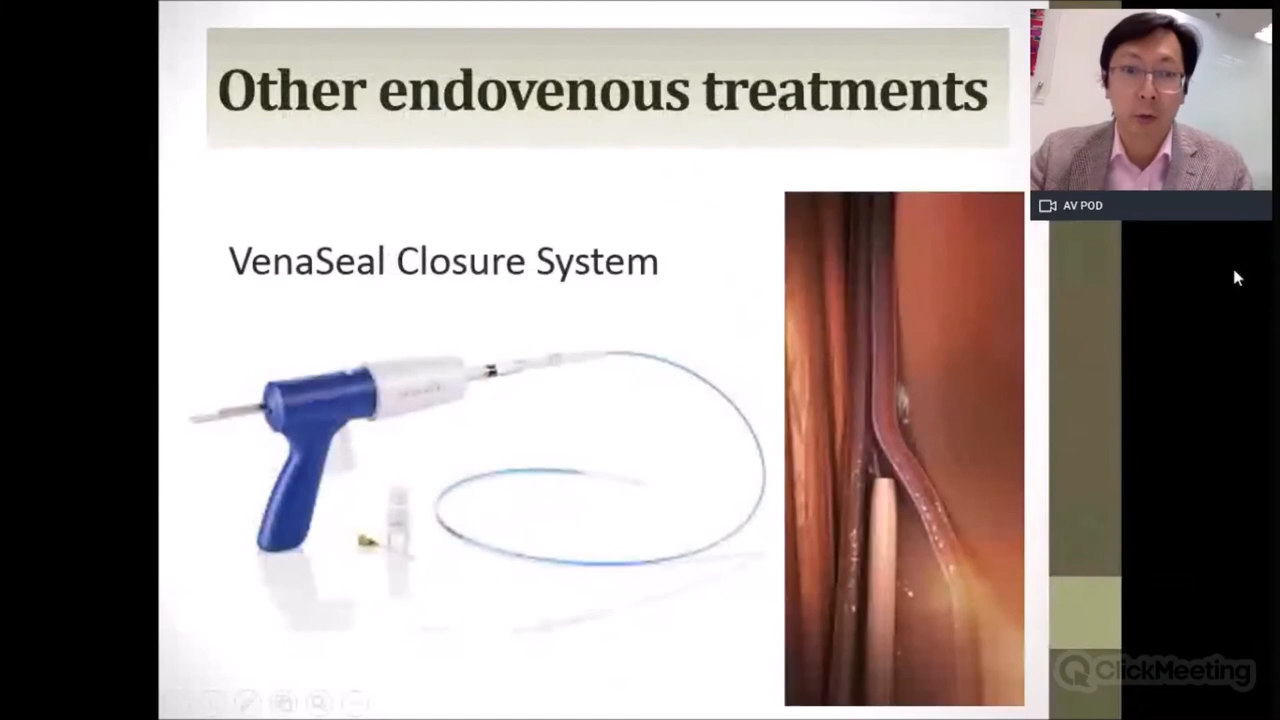 Other endovenous treatments
VenaSeal Closure System
AV POD
ClickMeeting